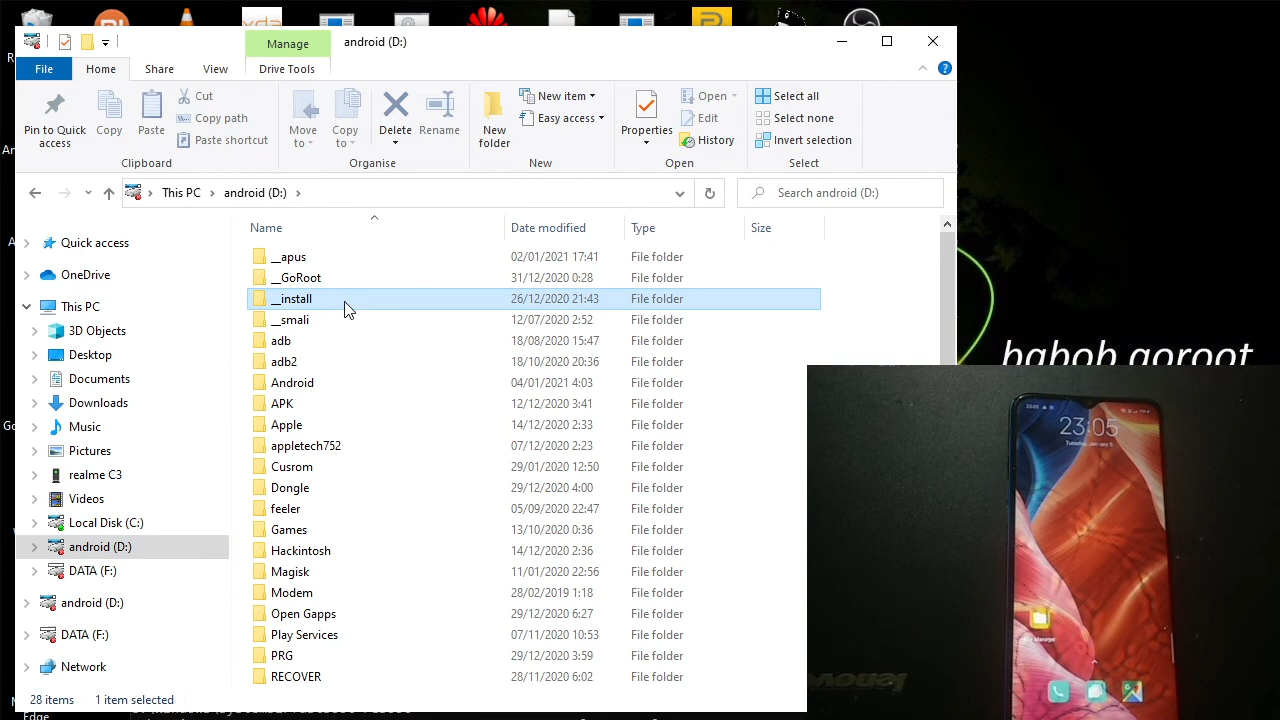 Manage
android (D:)
File
Home
Share
View
Drive Tools
Pin to Quick access
Copy
Paste
Cut
Copy path
Paste shortcut
Clipboard
Move to
Copy to
Delete
Rename
Organise
New folder
New item
Easy access
New
Properties
Open
Edit
History
Open
Select all
Select none
Invert selection
Select
This PC
android (D:)
Search android (D:)
Name
Date modified
Type
Size
Quick access
OneDrive
This PC
3D Objects
Desktop
Documents
Downloads
Music
Pictures
realme C3
Videos
Local Disk (C:)
android (D:)
DATA (F:)
android (D:)
DATA (F:)
Network
__apus 02/01/2021 17:41 File folder
__GoRoot 31/12/2020 0:28 File folder
__install 26/12/2020 21:43 File folder
__smali 12/07/2020 2:52 File folder
adb 18/08/2020 15:47 File folder
adb2 18/10/2020 20:36 File folder
Android 04/01/2021 4:03 File folder
APK 12/12/2020 3:41 File folder
Apple 14/12/2020 2:33 File folder
appletech752 07/12/2020 2:23 File folder
Cusrom 29/01/2020 12:50 File folder
Dongle 29/12/2020 4:00 File folder
feeler 05/09/2020 22:47 File folder
Games 13/10/2020 0:36 File folder
Hackintosh 14/12/2020 2:36 File folder
Magisk 11/01/2020 22:56 File folder
Modem 28/02/2019 1:18 File folder
Open Gapps 29/12/2020 6:27 File folder
Play Services 07/11/2020 10:53 File folder
PRG 29/12/2020 3:59 File folder
RECOVER 28/11/2020 6:02 File folder
28 items
1 item selected
Edge
xda
babob goroot
23:05
Tuesday, January 5
lenovo